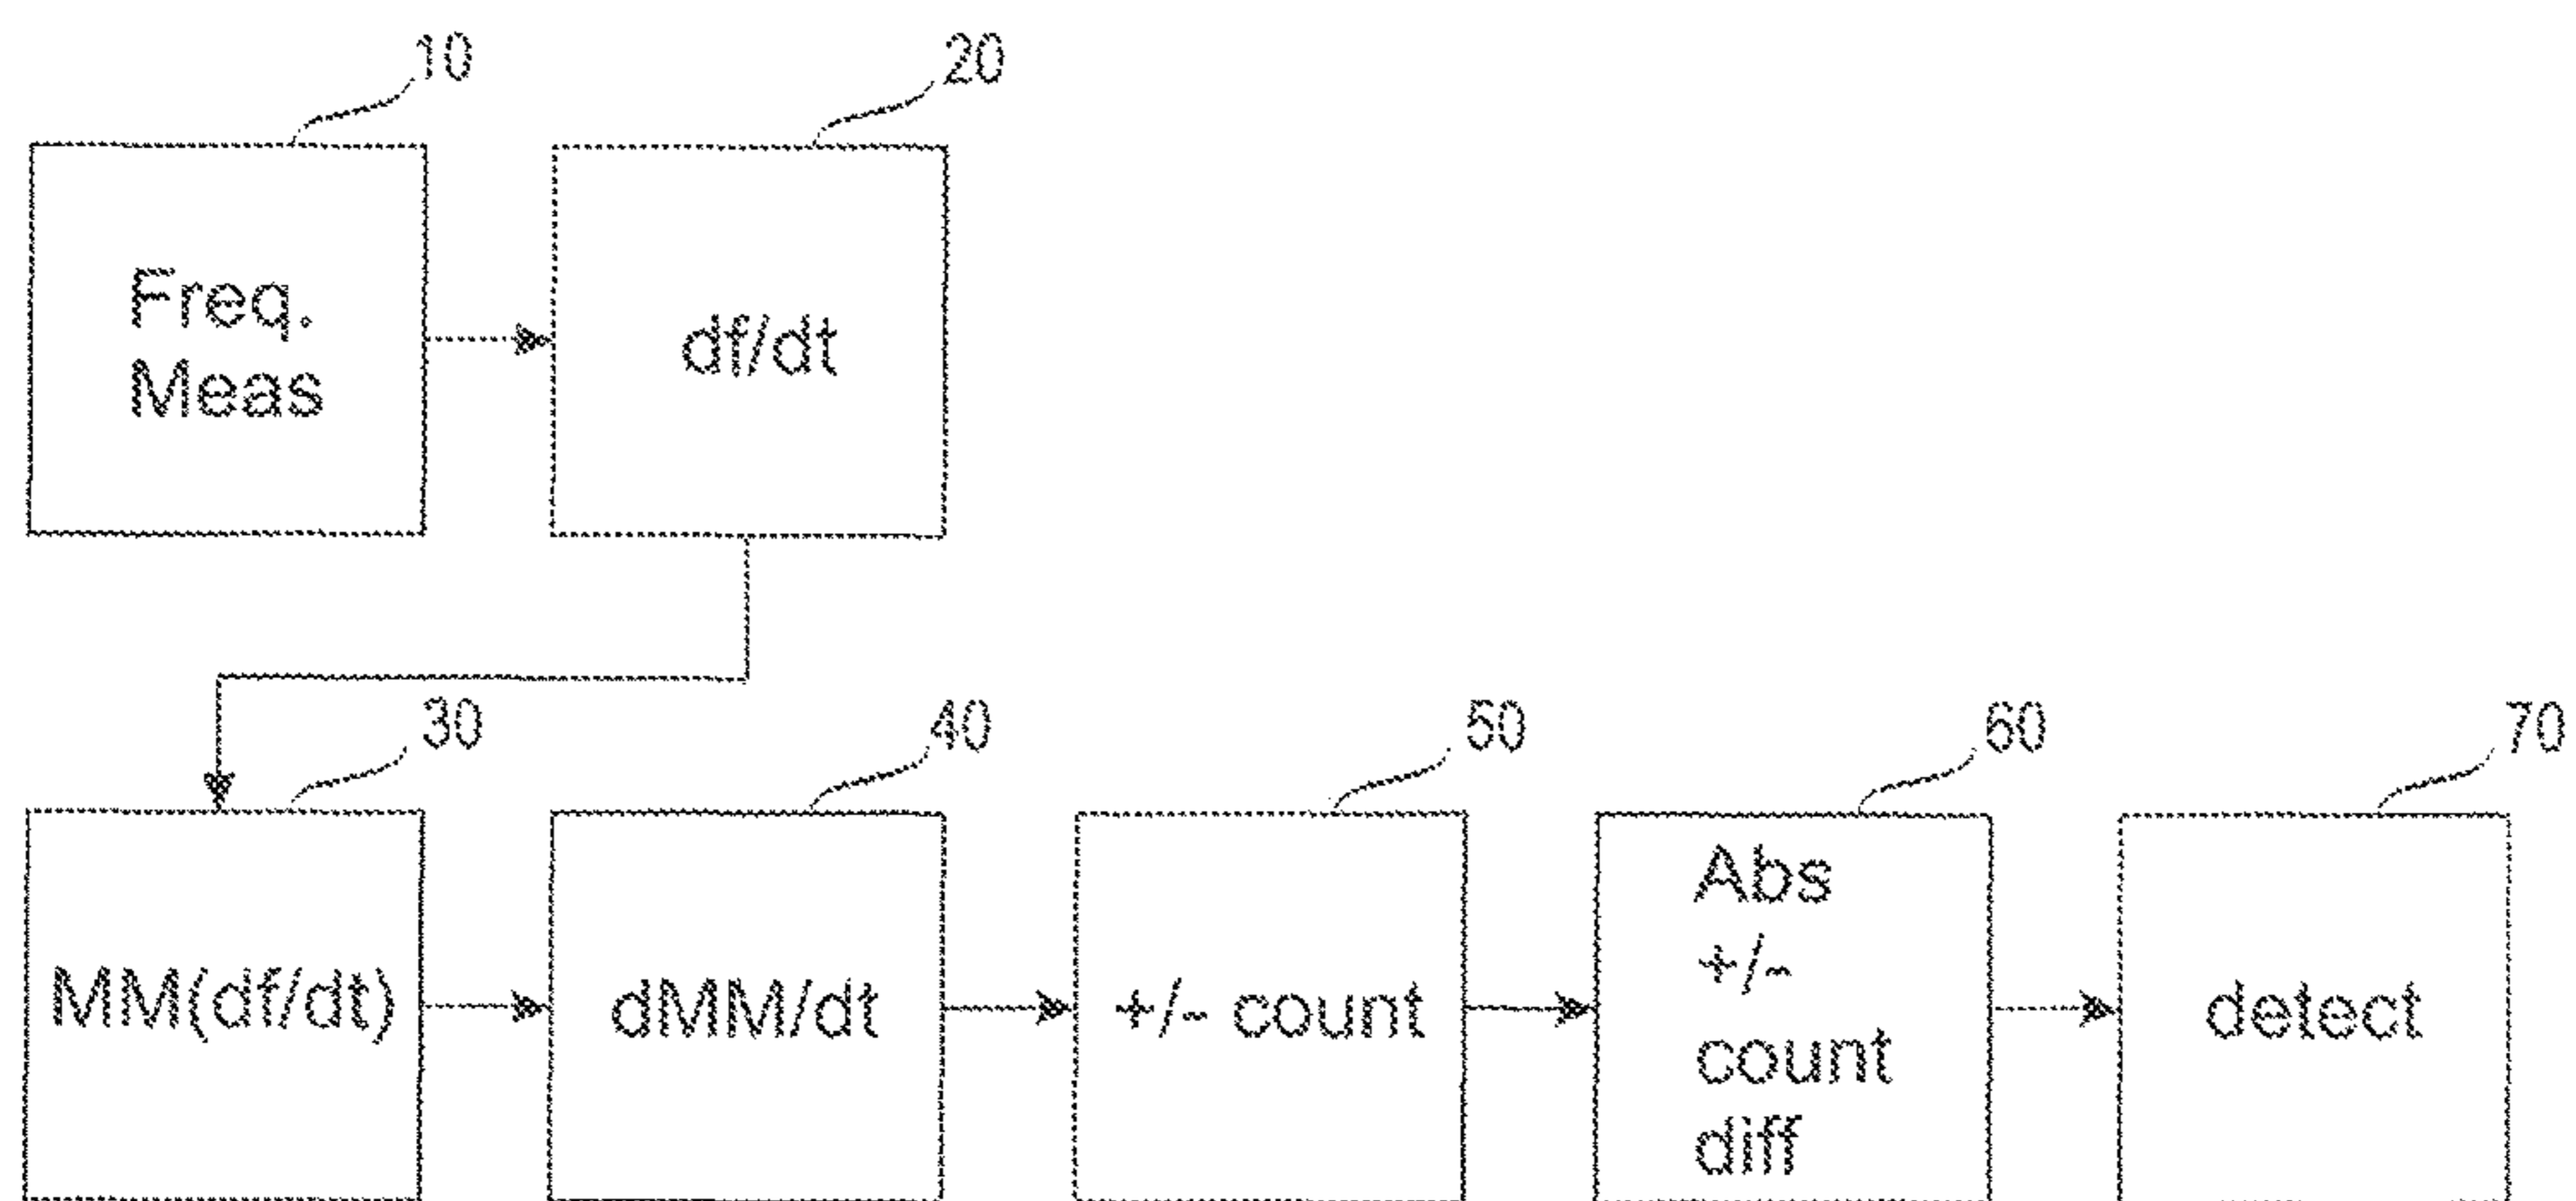 10
20
Freq.
Meas
df/dt
30
40
50
60
70
MM(df/dt)
dMM/dt
+/- count
Abs
+/-
count
diff
detect